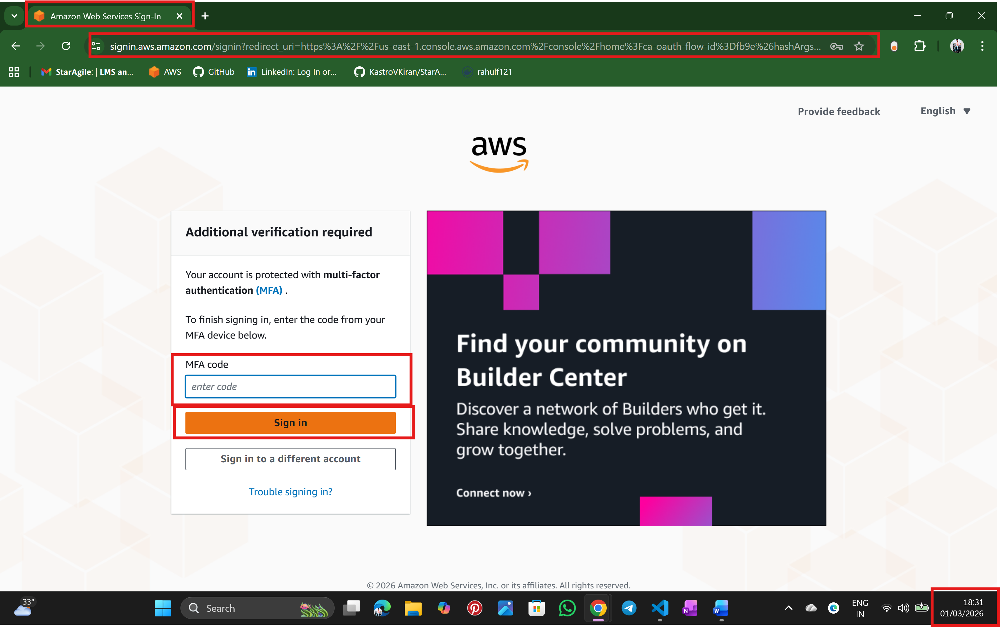 Amazon Web Services Sign-In
signin.aws.amazon.com/signin?redirect_uri=https%3A%2F%2Fus-east-1.console.aws.amazon.com%2Fconsole%2Fhome%3Fca-oauth-flow-id%3Dfb9e%26hashArgs...
StarAgile: | LMS an...
AWS
GitHub
LinkedIn: Log In or...
KastroVKiran/StarA...
rahulf121
Provide feedback
English
aws
Additional verification required
Your account is protected with multi-factor
authentication (MFA) .
To finish signing in, enter the code from your
MFA device below.
MFA code
enter code
Sign in
Sign in to a different account
Trouble signing in?
Find your community on
Builder Center
Discover a network of Builders who get it.
Share knowledge, solve problems, and
grow together.
Connect now ›
© 2026 Amazon Web Services, Inc. or its affiliates. All rights reserved.
33°
Search
ENG
IN
18:31
01/03/2026